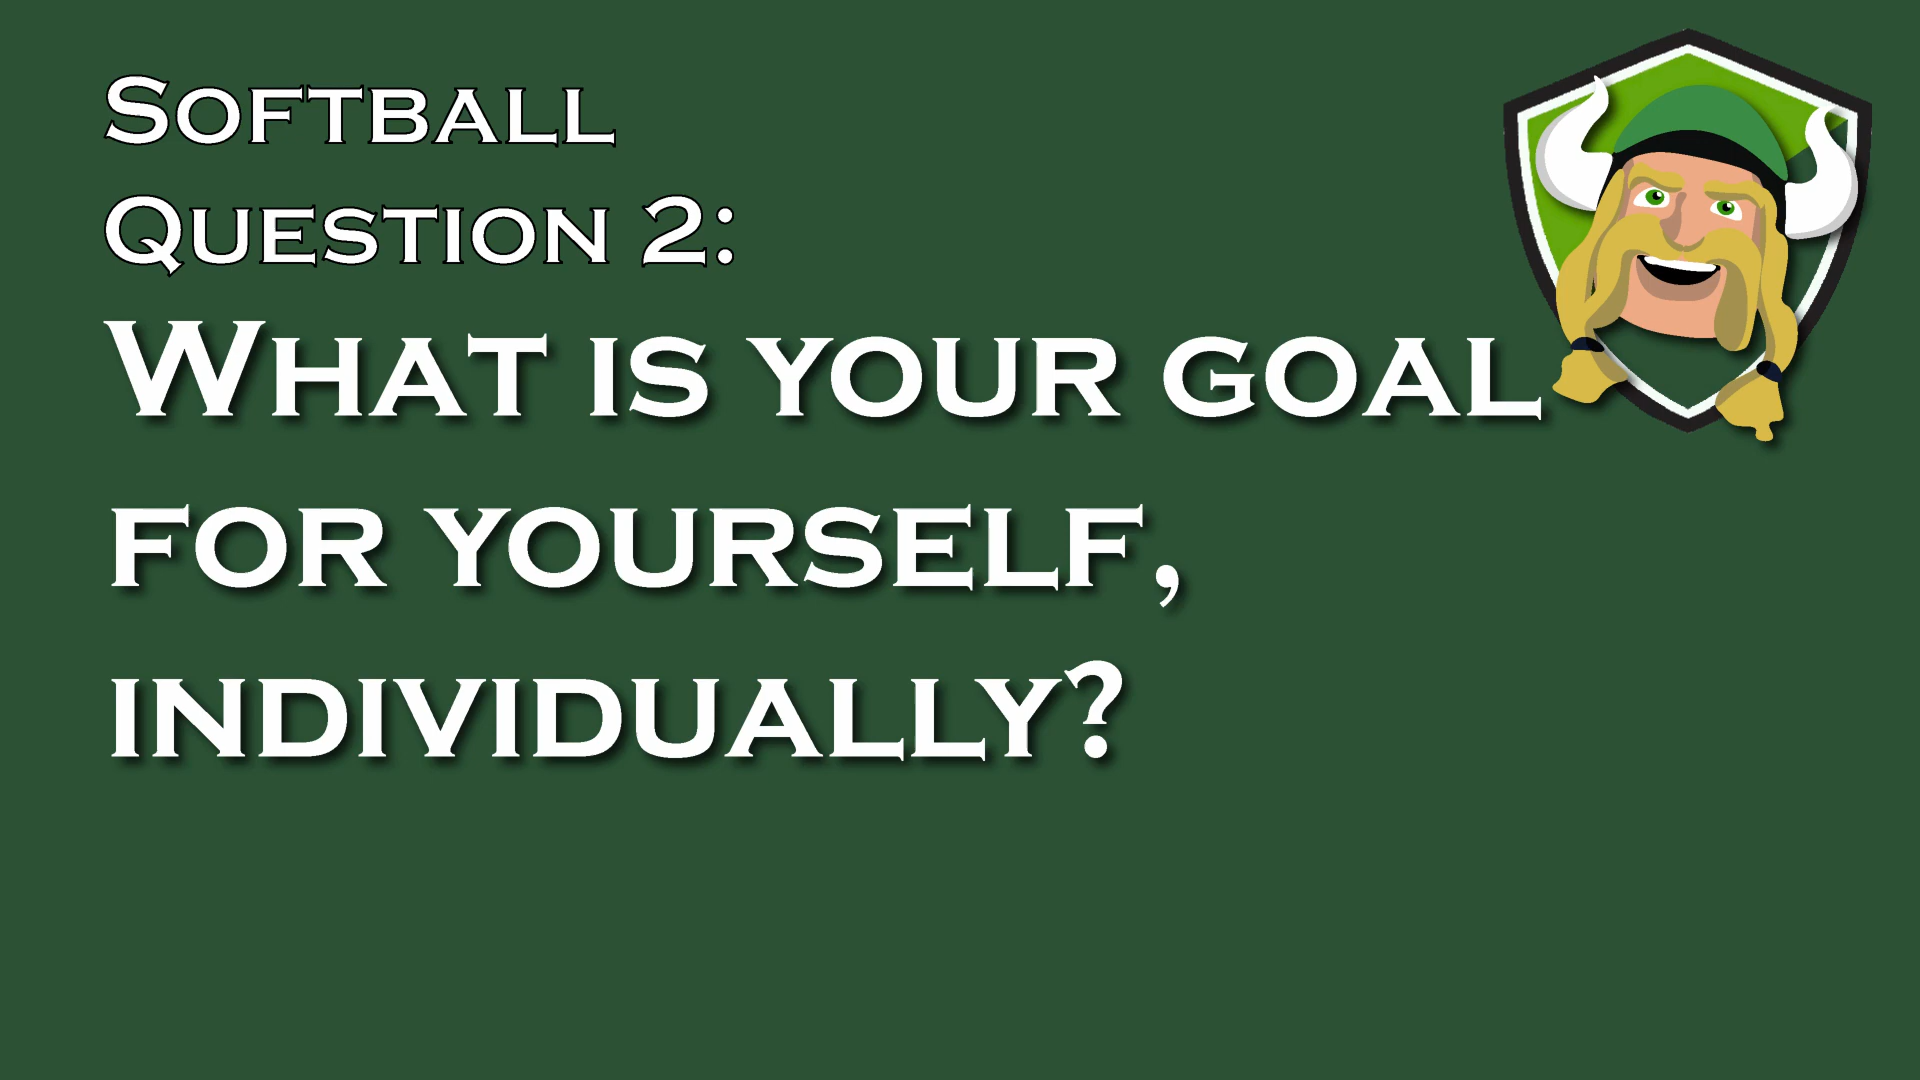 Softball
Question 2:
What is your goal
for yourself,
individually?